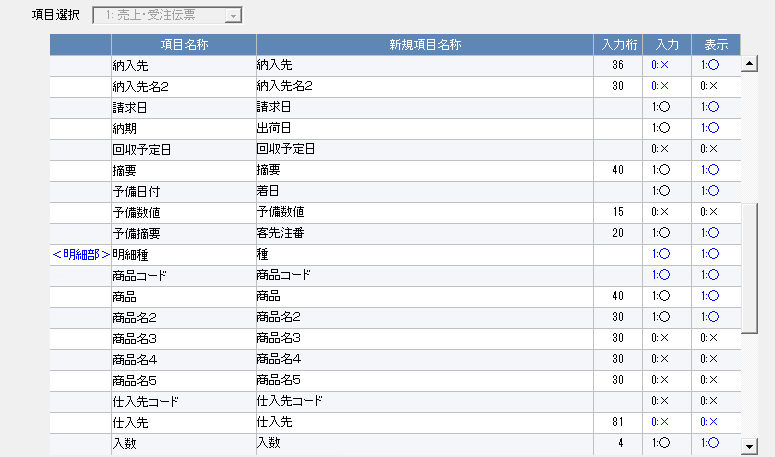 項目選択 1: 売上・受注伝票
項目名称 新規項目名称 入力桁 入力 表示
納入先 納入先 36 0:× 1:○
納入先名2 納入先名2 30 0:× 0:×
請求日 請求日 1:○ 1:○
納期 出荷日 1:○ 1:○
回収予定日 回収予定日 0:× 0:×
摘要 摘要 40 1:○ 1:○
予備日付 着日 1:○ 1:○
予備数値 予備数値 15 0:× 0:×
予備摘要 客先注番 20 1:○ 1:○
<明細部> 明細種 種 1:○ 1:○
商品コード 商品コード 1:○ 1:○
商品 商品 40 1:○ 1:○
商品名2 商品名2 30 1:○ 1:○
商品名3 商品名3 30 0:× 0:×
商品名4 商品名4 30 0:× 0:×
商品名5 商品名5 30 0:× 0:×
仕入先コード 仕入先コード 0:× 0:×
仕入先 仕入先 81 0:× 0:×
入数 入数 4 1:○ 1:○